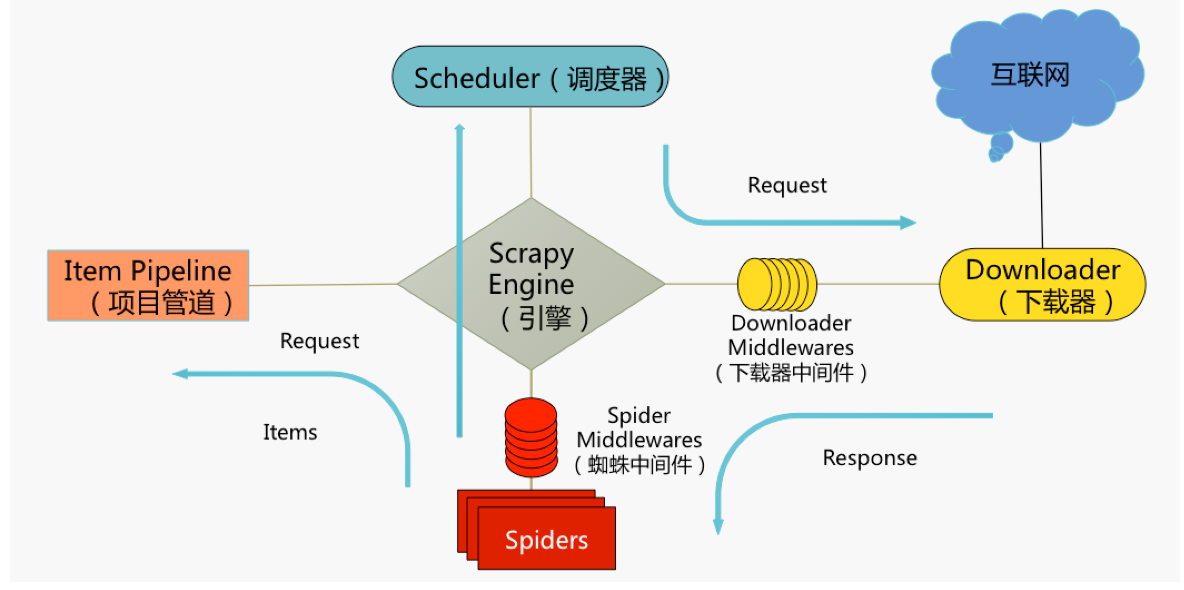 Scheduler（调度器）
互联网
Request
Scrapy
Engine
（引擎）
Item Pipeline
（项目管道）
Downloader
（下载器）
Downloader
Middlewares
（下载器中间件）
Request
Items
Spider
Middlewares
（蜘蛛中间件）
Response
Spiders